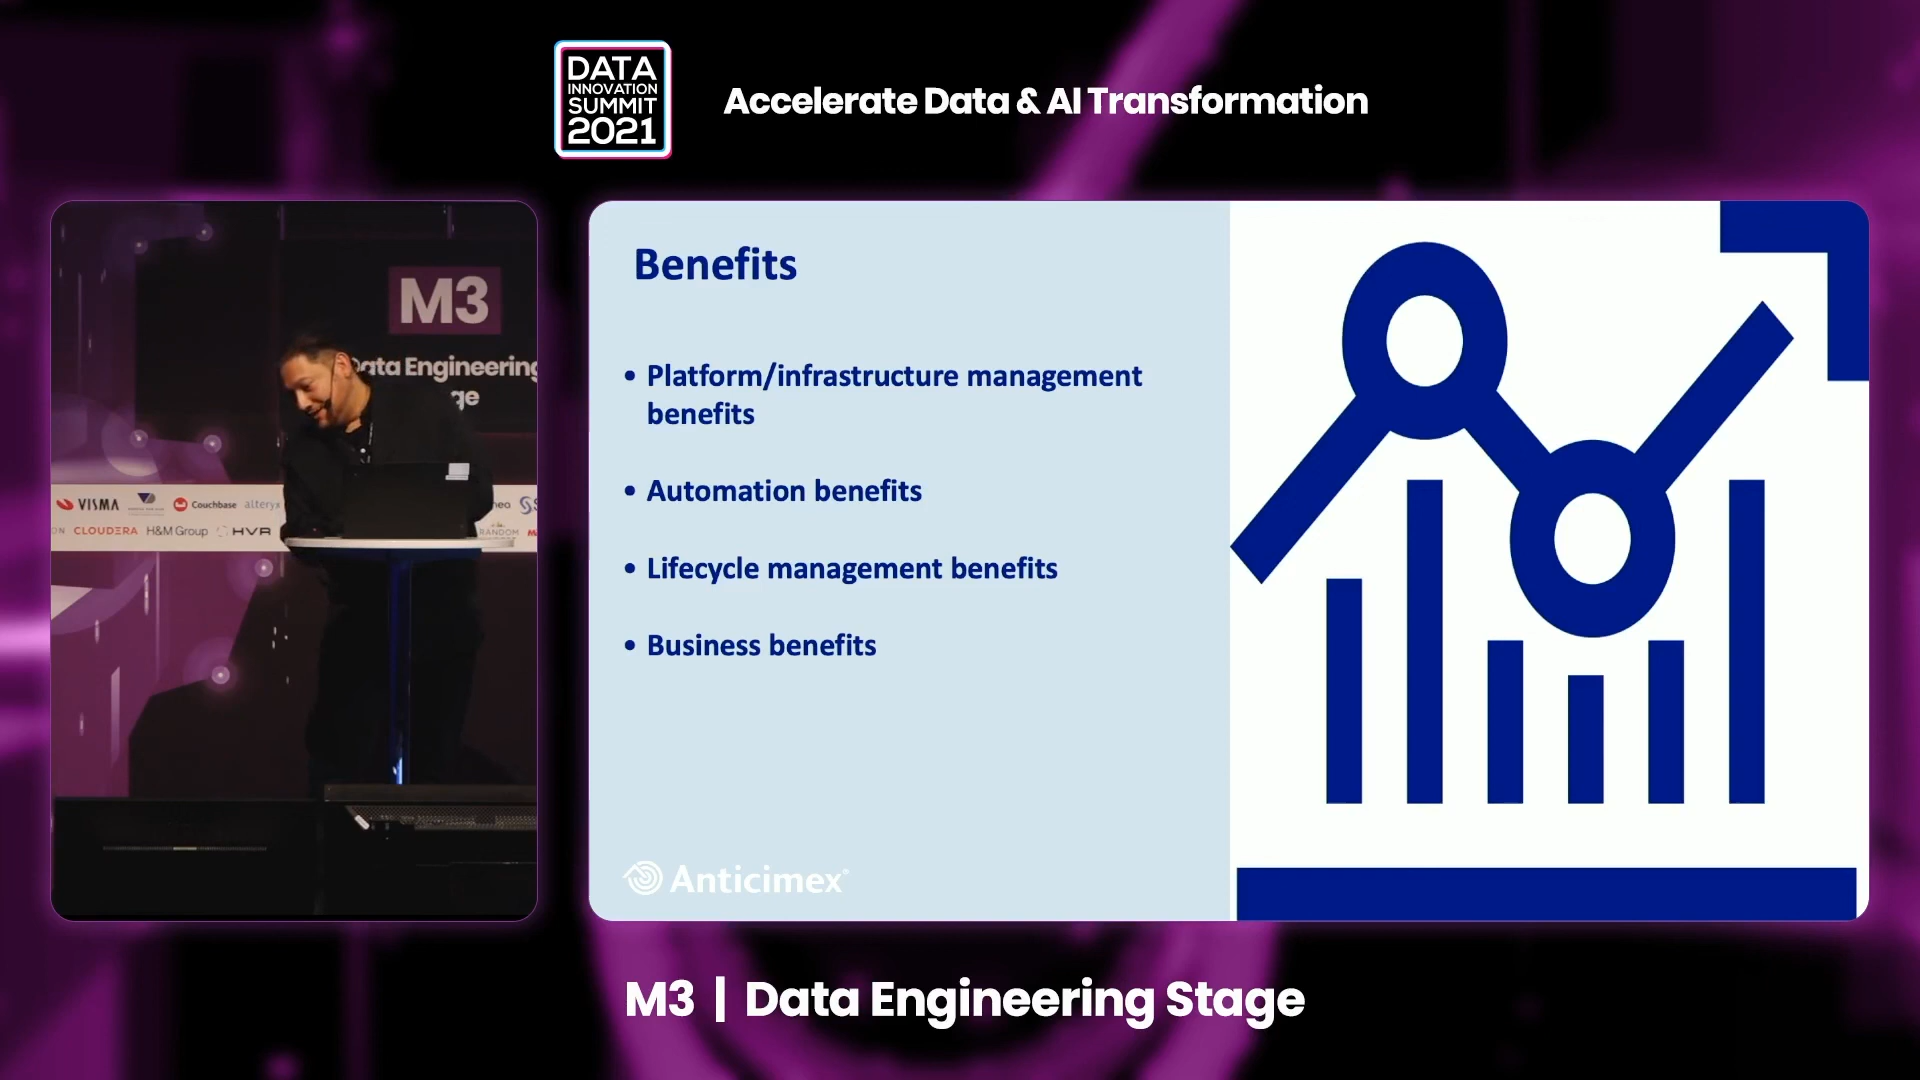 DATA
INNOVATION
SUMMIT
2021
Accelerate Data & AI Transformation
M3
Data Engineering
VISMA
Couchbase
alteryx
CLOUDERA
H&M Group
HVR
RANDOM
Benefits
• Platform/infrastructure management
benefits
• Automation benefits
• Lifecycle management benefits
• Business benefits
Anticimex®
M3 | Data Engineering Stage